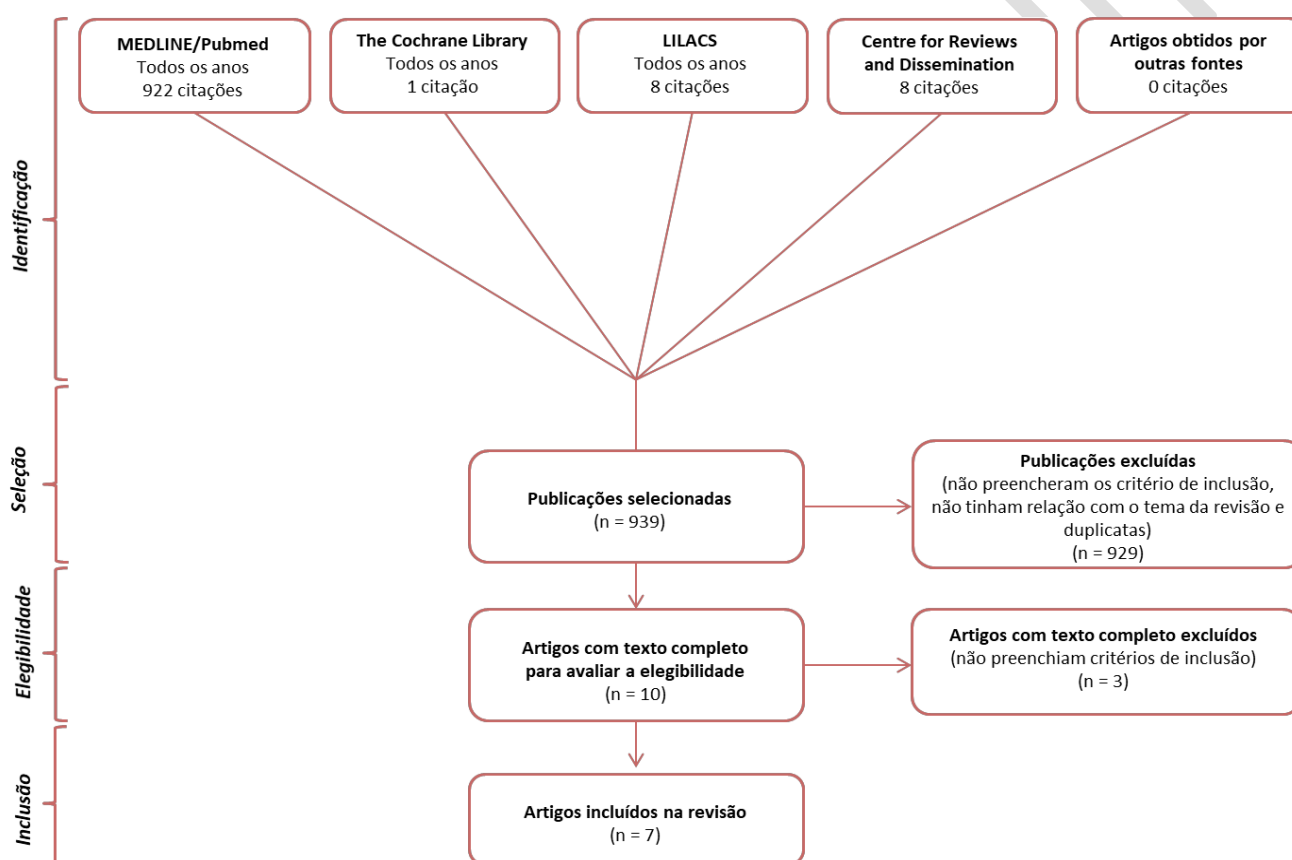 MEDLINE/Pubmed
Todos os anos
922 citações
The Cochrane Library
Todos os anos
1 citação
LILACS
Todos os anos
8 citações
Centre for Reviews
and Dissemination
8 citações
Artigos obtidos por
outras fontes
0 citações
Identificação
Seleção
Publicações selecionadas
(n = 939)
Publicações excluídas
(não preencheram os critério de inclusão,
não tinham relação com o tema da revisão e
duplicatas)
(n = 929)
Elegibilidade
Artigos com texto completo
para avaliar a elegibilidade
(n = 10)
Artigos com texto completo excluídos
(não preenchiam critérios de inclusão)
(n = 3)
Inclusão
Artigos incluídos na revisão
(n = 7)